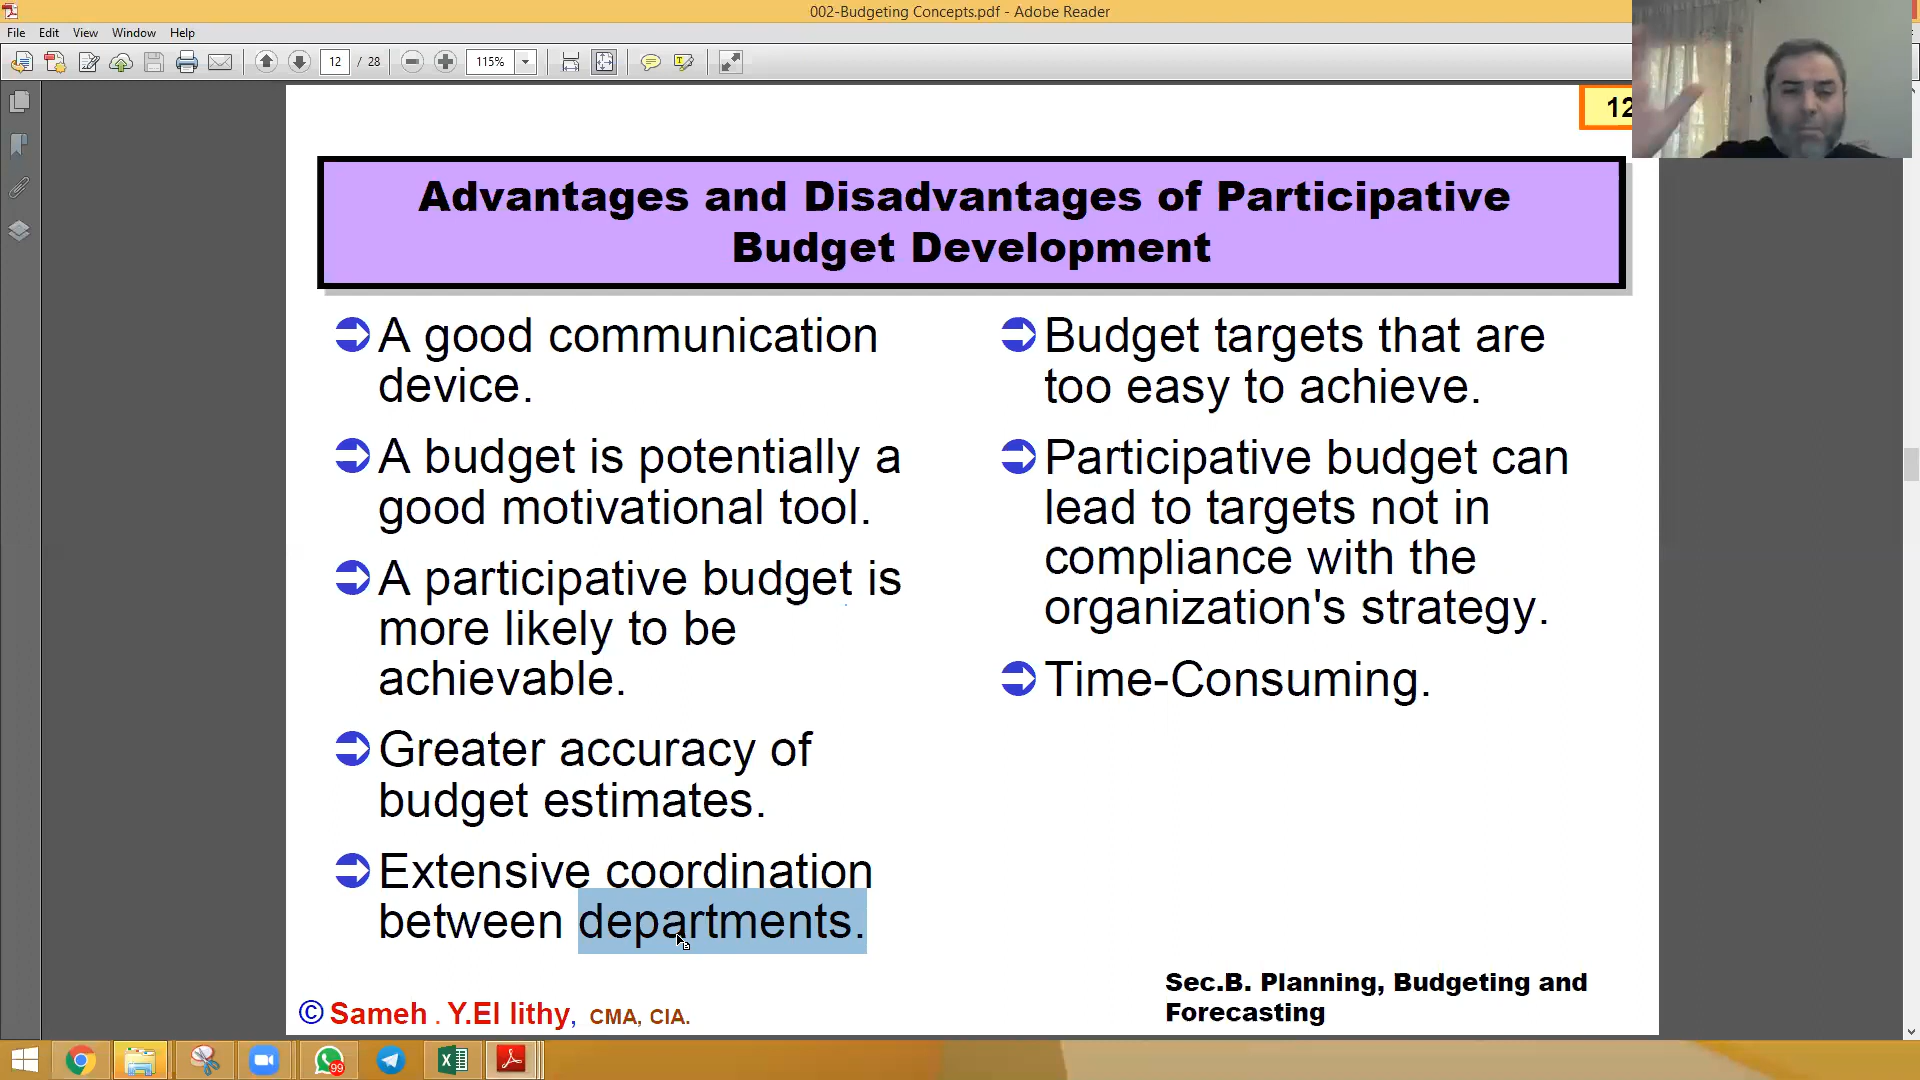 002-Budgeting Concepts.pdf - Adobe Reader
File Edit View Window Help
12 / 28 115%
12
Advantages and Disadvantages of Participative
Budget Development
A good communication
device.
A budget is potentially a
good motivational tool.
A participative budget is
more likely to be
achievable.
Greater accuracy of
budget estimates.
Extensive coordination
between departments.
Budget targets that are
too easy to achieve.
Participative budget can
lead to targets not in
compliance with the
organization's strategy.
Time-Consuming.
© Sameh . Y.El lithy, CMA, CIA.
Sec.B. Planning, Budgeting and
Forecasting
99